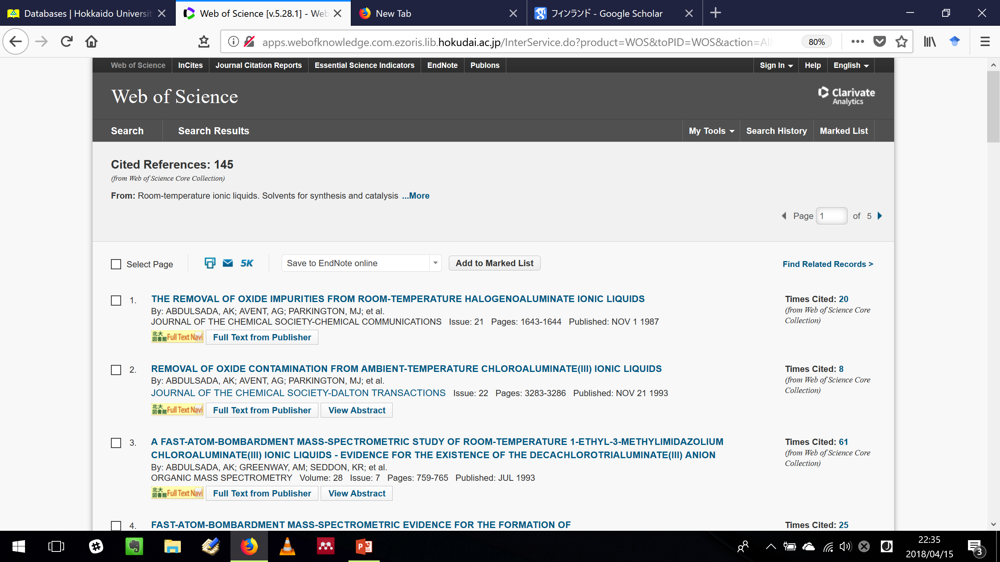 Databases | Hokkaido Universit
Web of Science [v.5.28.1] - Web
New Tab
フィンランド - Google Scholar
apps.webofknowledge.com.ezoris.lib.hokudai.ac.jp/InterService.do?product=WOS&toPID=WOS&action=All
80%
Web of Science InCites Journal Citation Reports Essential Science Indicators EndNote Publons Sign In Help English
Web of Science
Clarivate
Analytics
Search Search Results My Tools Search History Marked List
Cited References: 145
(from Web of Science Core Collection)
From: Room-temperature ionic liquids. Solvents for synthesis and catalysis ...More
Page 1 of 5
Select Page 5K Save to EndNote online Add to Marked List Find Related Records >
1. THE REMOVAL OF OXIDE IMPURITIES FROM ROOM-TEMPERATURE HALOGENOALUMINATE IONIC LIQUIDS
By: ABDULSADA, AK; AVENT, AG; PARKINGTON, MJ; et al.
JOURNAL OF THE CHEMICAL SOCIETY-CHEMICAL COMMUNICATIONS Issue: 21 Pages: 1643-1644 Published: NOV 1 1987
北大図書館 Full Text Navi Full Text from Publisher
Times Cited: 20
(from Web of Science Core
Collection)
2. REMOVAL OF OXIDE CONTAMINATION FROM AMBIENT-TEMPERATURE CHLOROALUMINATE(III) IONIC LIQUIDS
By: ABDULSADA, AK; AVENT, AG; PARKINGTON, MJ; et al.
JOURNAL OF THE CHEMICAL SOCIETY-DALTON TRANSACTIONS Issue: 22 Pages: 3283-3286 Published: NOV 21 1993
北大図書館 Full Text Navi Full Text from Publisher View Abstract
Times Cited: 8
(from Web of Science Core
Collection)
3. A FAST-ATOM-BOMBARDMENT MASS-SPECTROMETRIC STUDY OF ROOM-TEMPERATURE 1-ETHYL-3-METHYLIMIDAZOLIUM
CHLOROALUMINATE(III) IONIC LIQUIDS - EVIDENCE FOR THE EXISTENCE OF THE DECACHLOROTRIALUMINATE(III) ANION
By: ABDULSADA, AK; GREENWAY, AM; SEDDON, KR; et al.
ORGANIC MASS SPECTROMETRY Volume: 28 Issue: 7 Pages: 759-765 Published: JUL 1993
北大図書館 Full Text Navi Full Text from Publisher View Abstract
Times Cited: 61
(from Web of Science Core
Collection)
4. FAST-ATOM-BOMBARDMENT MASS-SPECTROMETRIC EVIDENCE FOR THE FORMATION OF
Times Cited: 25
22:35
2018/04/15
3